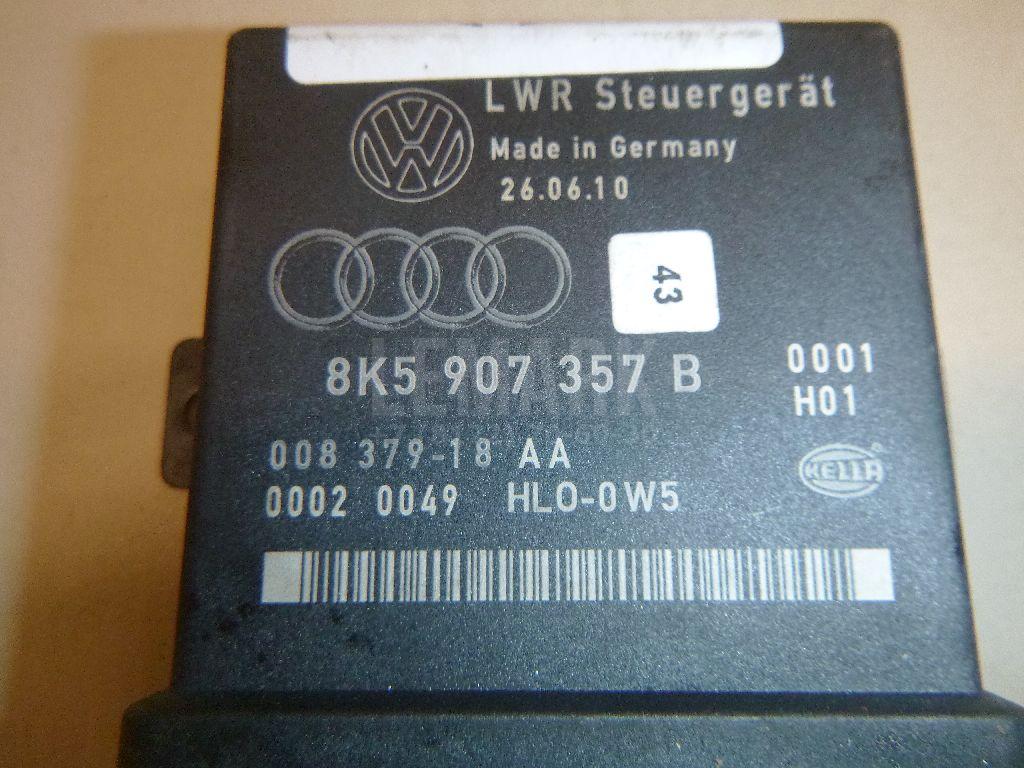 LWR Steuergerät
Made in Germany
26.06.10
43
8K5 907 357 B
0001
H01
LEMARK
008 379-18 AA
HELLA
0002 0049 HLO-0W5